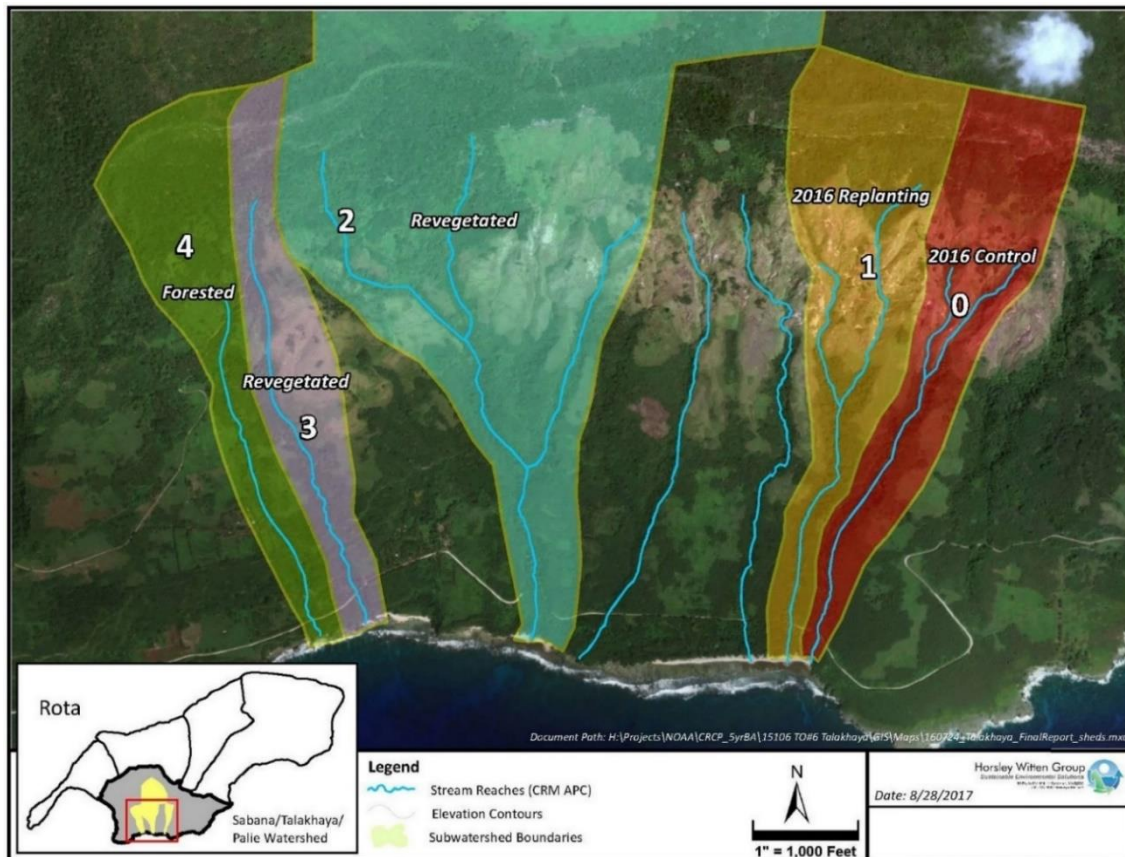 2016 Replanting
2
Revegetated
4
2016 Control
1
Forested
0
Revegetated
3
Document Path: H:\Projects\NOAA\CRCP_5yrBA\15106 TO#6 Talakhaya\GIS\Maps\160724_Talakhaya_FinalReport_sheds.mxd
Rota
Sabana/Talakhaya/
Palie Watershed
Legend
Stream Reaches (CRM APC)
Elevation Contours
Subwatershed Boundaries
N
1" = 1,000 Feet
Horsley Witten Group
Sustainable Environmental Solutions
Date: 8/28/2017